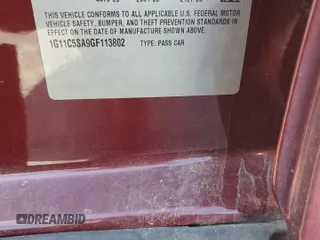 THIS VEHICLE CONFORMS TO ALL APPLICABLE U.S. FEDERAL MOTOR
VEHICLE SAFETY, BUMPER, AND THEFT PREVENTION STANDARDS IN
EFFECT ON THE DATE OF MANUFACTURE SHOWN ABOVE.
1G11C5SA9GF113802 TYPE: PASS CAR
DREAMBID